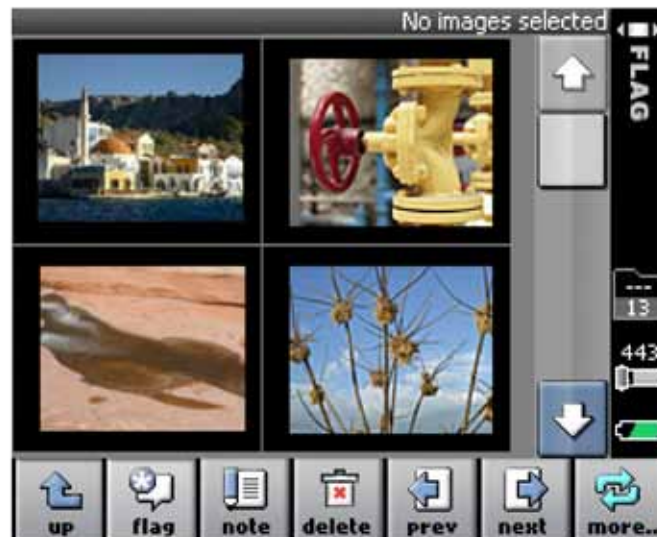 No images selected
FLAG
---
13
443
up
flag
note
delete
prev
next
more..